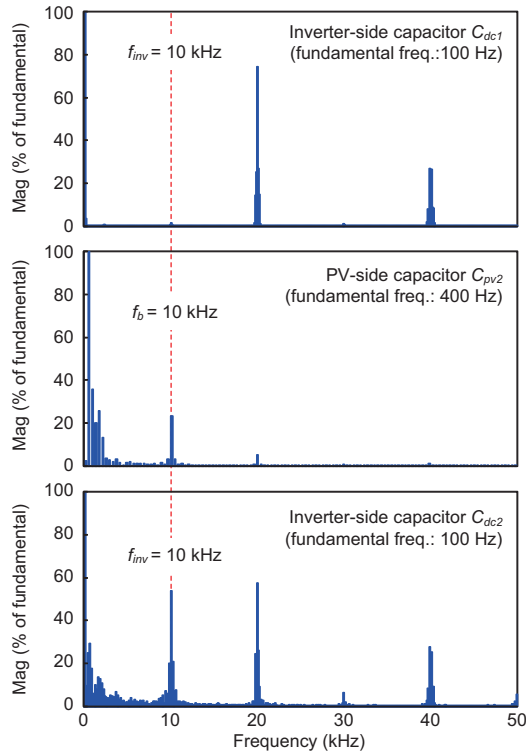 Inverter-side capacitor Cdc1
(fundamental freq.:100 Hz)
finv = 10 kHz
Mag (% of fundamental)
100
80
60
40
20
0
PV-side capacitor Cpv2
(fundamental freq.: 400 Hz)
fb = 10 kHz
Mag (% of fundamental)
100
80
60
40
20
0
Inverter-side capacitor Cdc2
(fundamental freq.: 100 Hz)
finv = 10 kHz
Mag (% of fundamental)
100
80
60
40
20
0
0 10 20 30 40 50
Frequency (kHz)